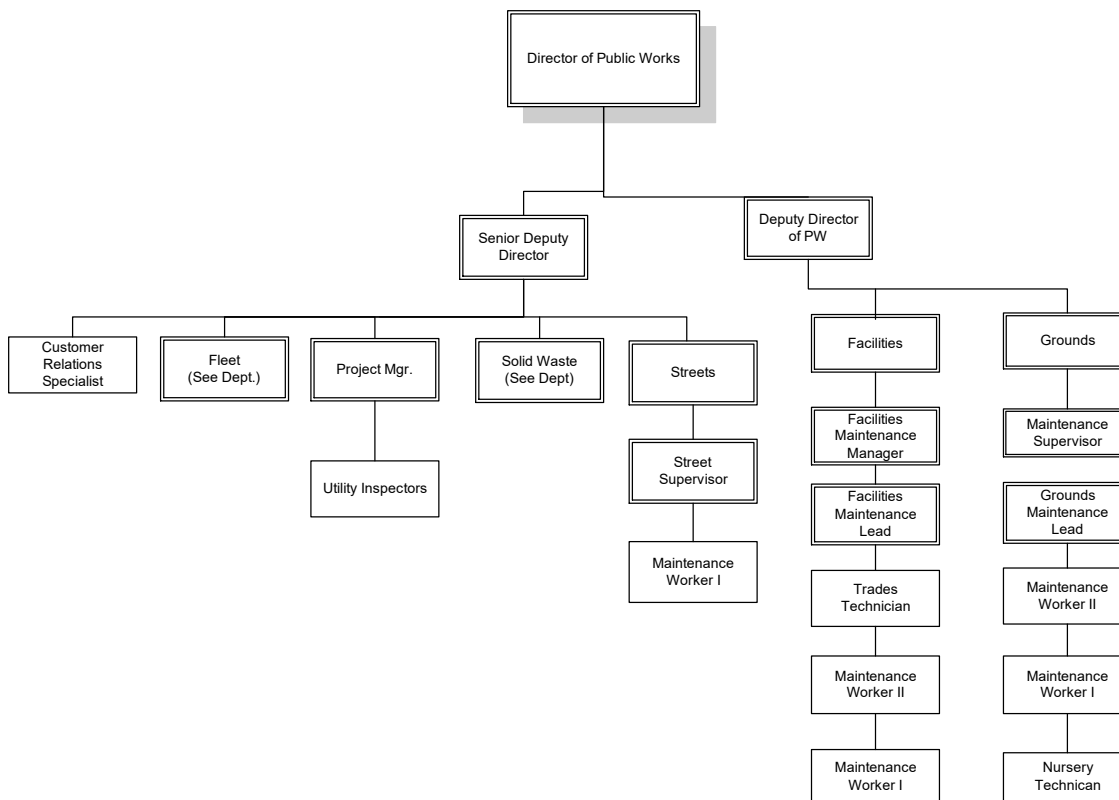 Director of Public Works
Senior Deputy
Director
Deputy Director
of PW
Customer
Relations
Specialist
Fleet
(See Dept.)
Project Mgr.
Solid Waste
(See Dept)
Streets
Facilities
Grounds
Utility Inspectors
Street
Supervisor
Maintenance
Worker I
Facilities
Maintenance
Manager
Facilities
Maintenance
Lead
Trades
Technician
Maintenance
Worker II
Maintenance
Worker I
Maintenance
Supervisor
Grounds
Maintenance
Lead
Maintenance
Worker II
Maintenance
Worker I
Nursery
Technican